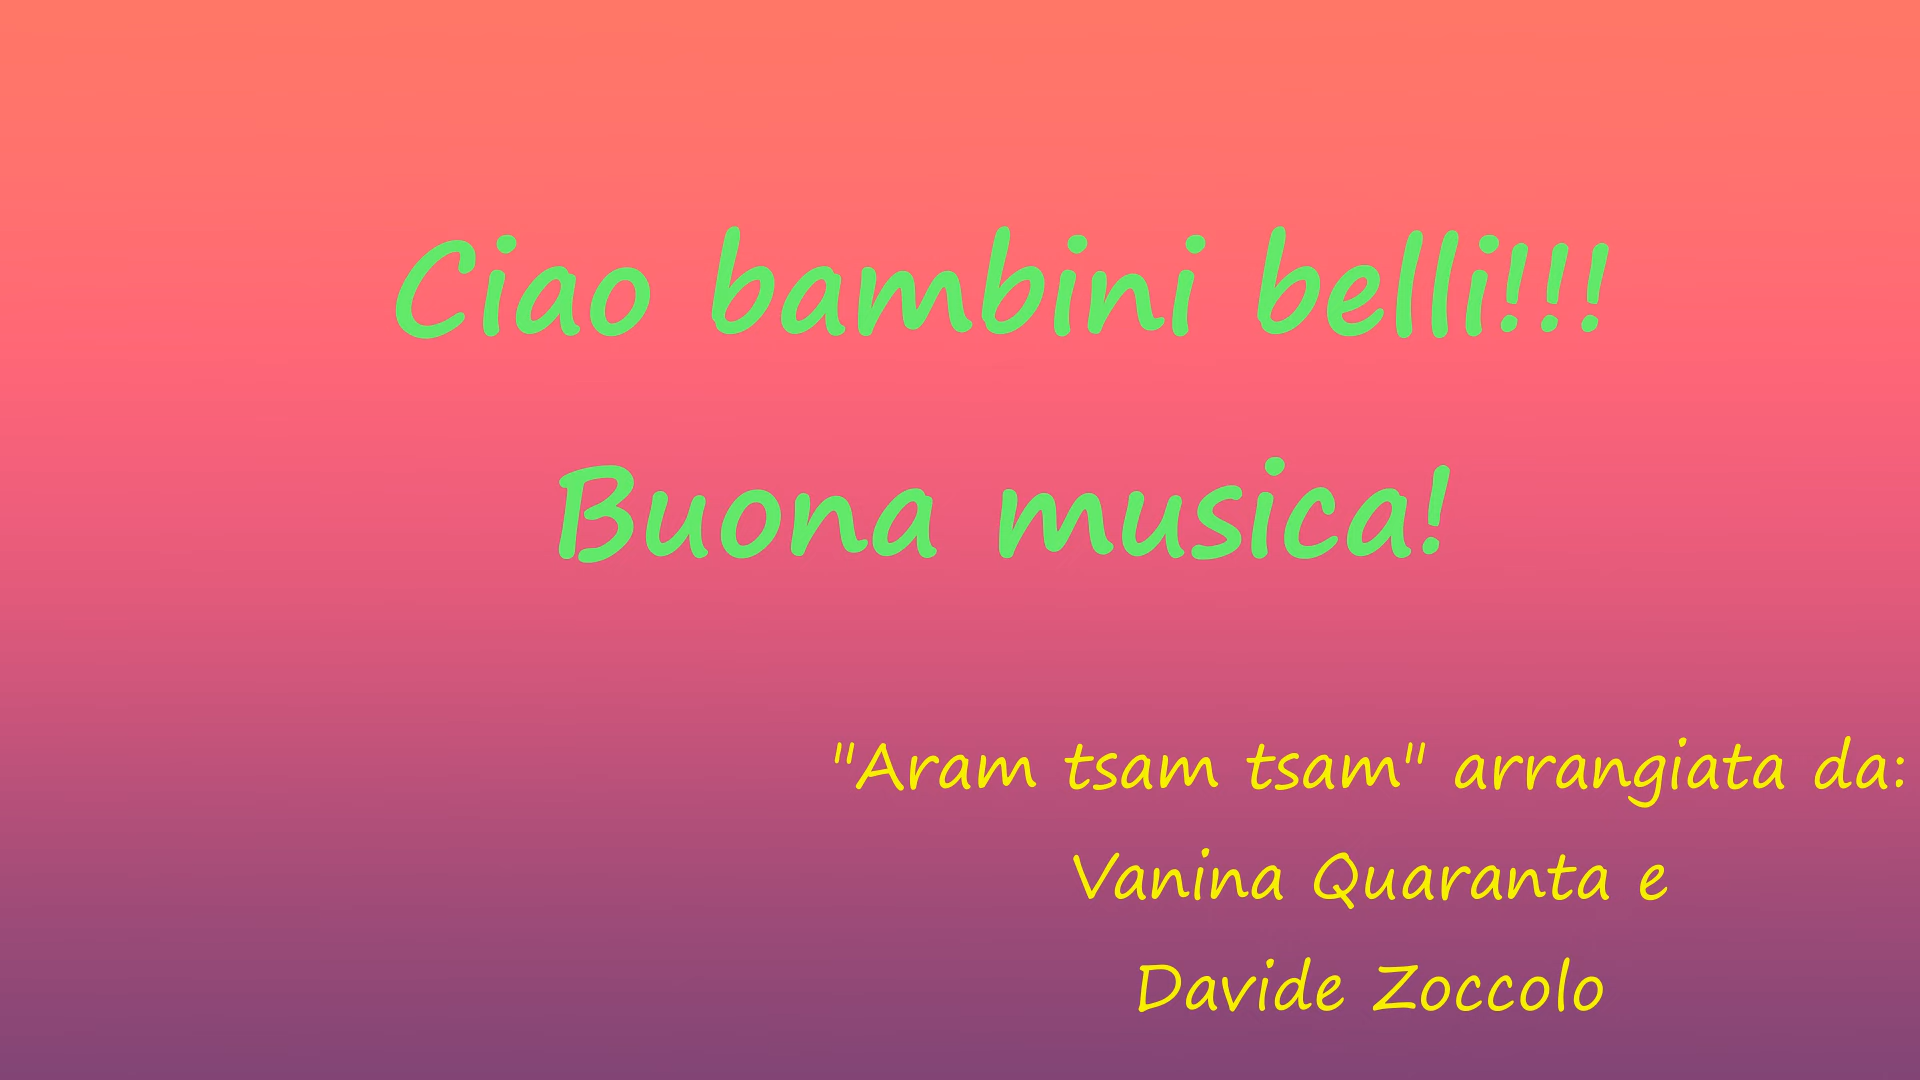 Ciao bambini belli!!!
Buona musica!
"Aram tsam tsam" arrangiata da:
Vanina Quaranta e
Davide Zoccolo